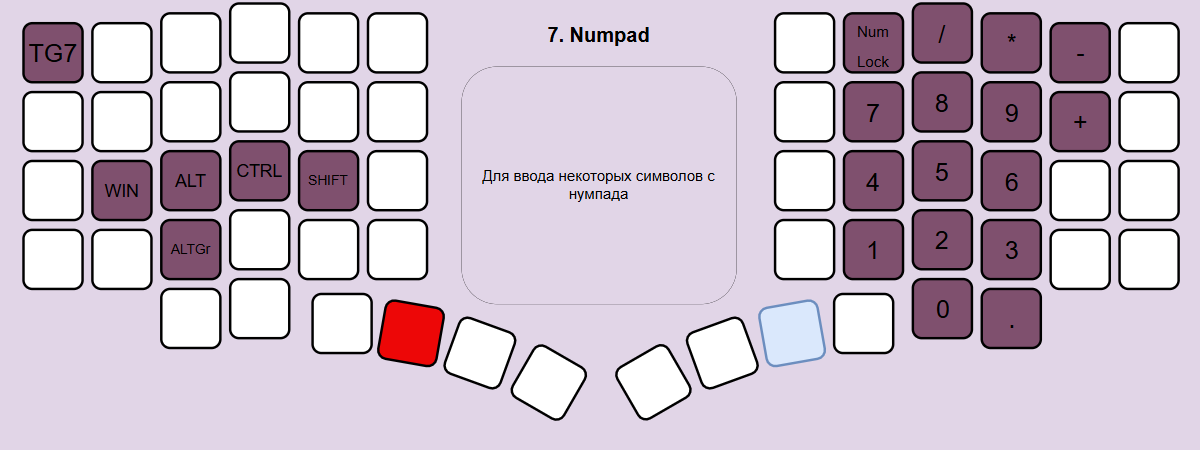 7. Numpad
TG7
Num
Lock
/
*
-
7
8
9
+
Для ввода некоторых символов с
нумпада
WIN
ALT
CTRL
SHIFT
4
5
6
ALTGr
1
2
3
0
.